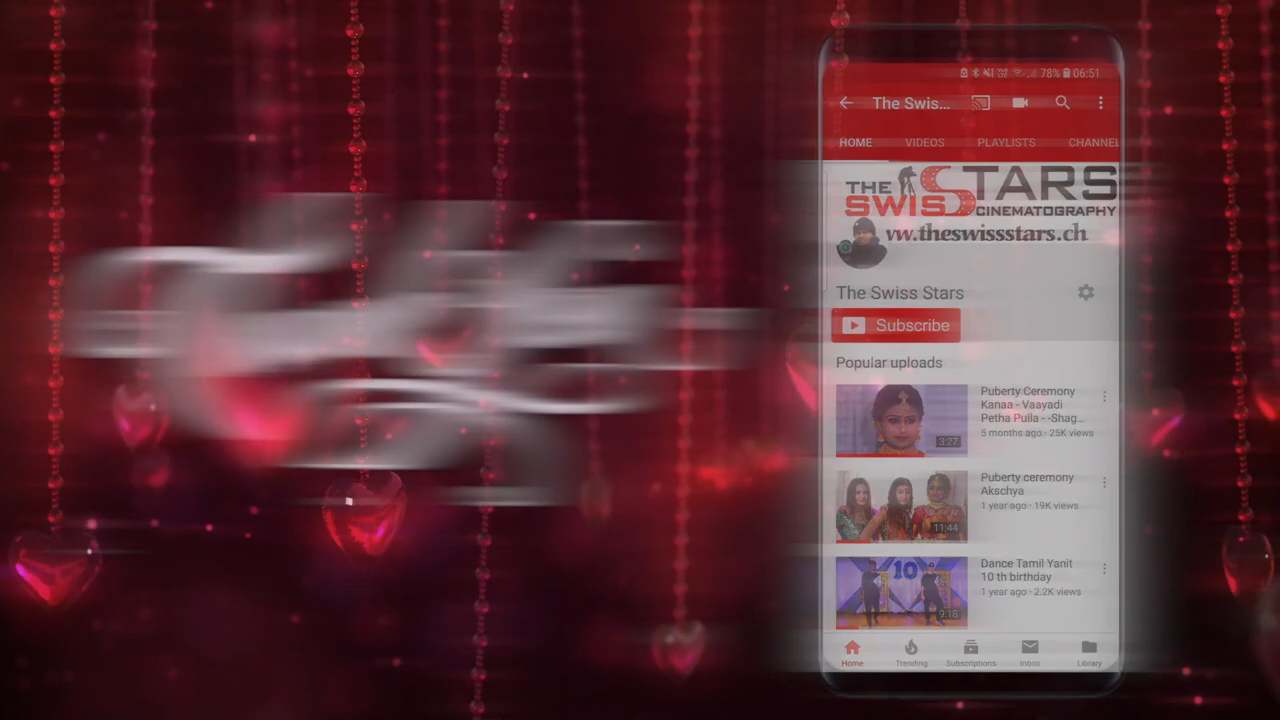 78% 06:51
The Swis...
HOME VIDEOS PLAYLISTS CHANNEL
THE SWISS STARS
CINEMATOGRAPHY
w.theswissstars.ch
The Swiss Stars
Subscribe
Popular uploads
Puberty Ceremony
Kanaa - Vaayadi
Petha Pulla - -Shag...
5 months ago · 25K views
3:27
Puberty ceremony
Akschya
1 year ago · 19K views
11:44
Dance Tamil Yanit
10 th birthday
1 year ago · 2.2K views
10
9:18
Home Trending Subscriptions Inbox Library